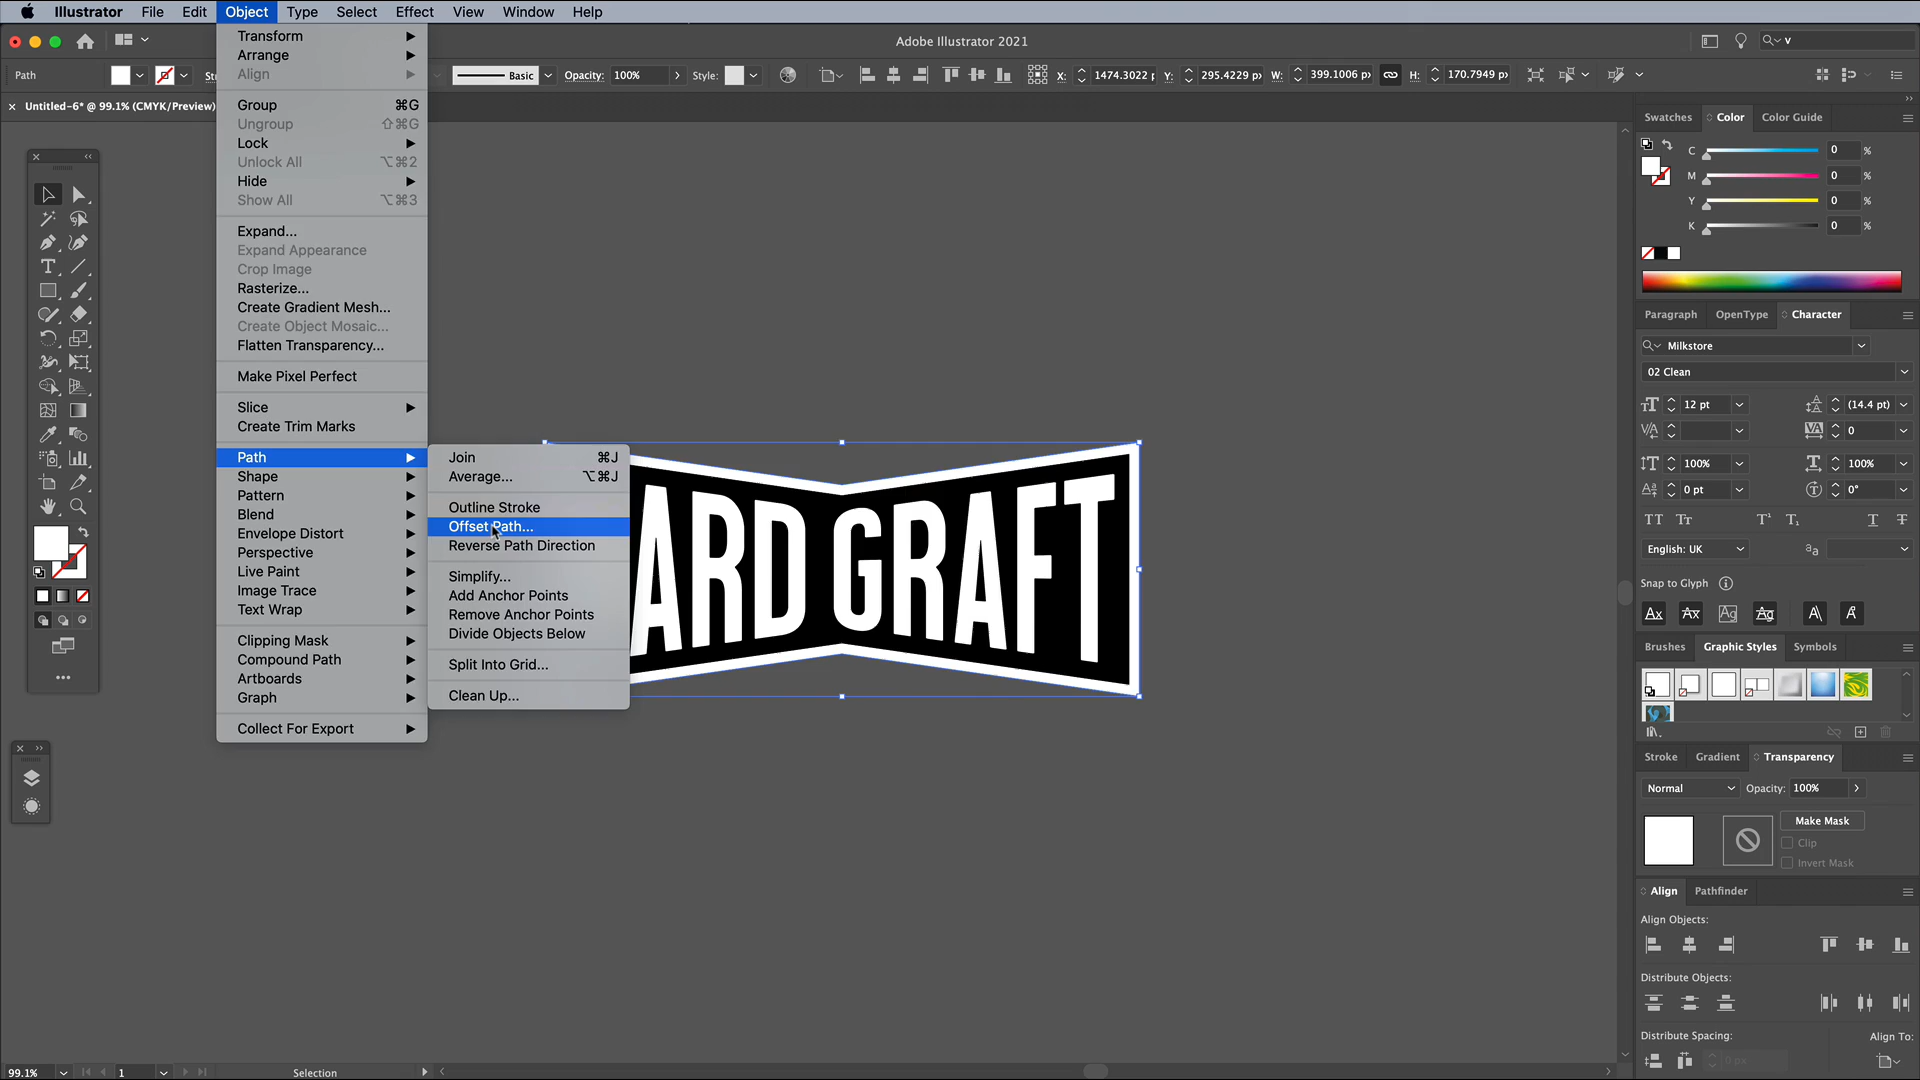 Illustrator File Edit Object Type Select Effect View Window Help
Adobe Illustrator 2021
v
Path
Basic Opacity: 100% Style: X: 1474.3022 Y: 295.4229 px W: 399.1006 px H: 170.7949 px
Untitled-6* @ 99.1% (CMYK/Preview)
Transform
Arrange
Align
Group ⌘G
Ungroup ⇧⌘G
Lock
Unlock All ⌥⌘2
Hide
Show All ⌥⌘3
Expand...
Expand Appearance
Crop Image
Rasterize...
Create Gradient Mesh...
Create Object Mosaic...
Flatten Transparency...
Make Pixel Perfect
Slice
Create Trim Marks
Path
Shape
Pattern
Blend
Envelope Distort
Perspective
Live Paint
Image Trace
Text Wrap
Clipping Mask
Compound Path
Artboards
Graph
Collect For Export
Join ⌘J
Average... ⌥⌘J
Outline Stroke
Offset Path...
Reverse Path Direction
Simplify...
Add Anchor Points
Remove Anchor Points
Divide Objects Below
Split Into Grid...
Clean Up...
ARD GRAFT
Swatches Color Color Guide
C 0 %
M 0 %
Y 0 %
K 0 %
Paragraph OpenType Character
Milkstore
02 Clean
12 pt (14.4 pt)
0
100% 100%
0 pt 0°
English: UK
Snap to Glyph
Brushes Graphic Styles Symbols
Stroke Gradient Transparency
Normal Opacity: 100%
Make Mask
Clip
Invert Mask
Align Pathfinder
Align Objects:
Distribute Objects:
Distribute Spacing: Align To:
0 px
99.1% 1 Selection